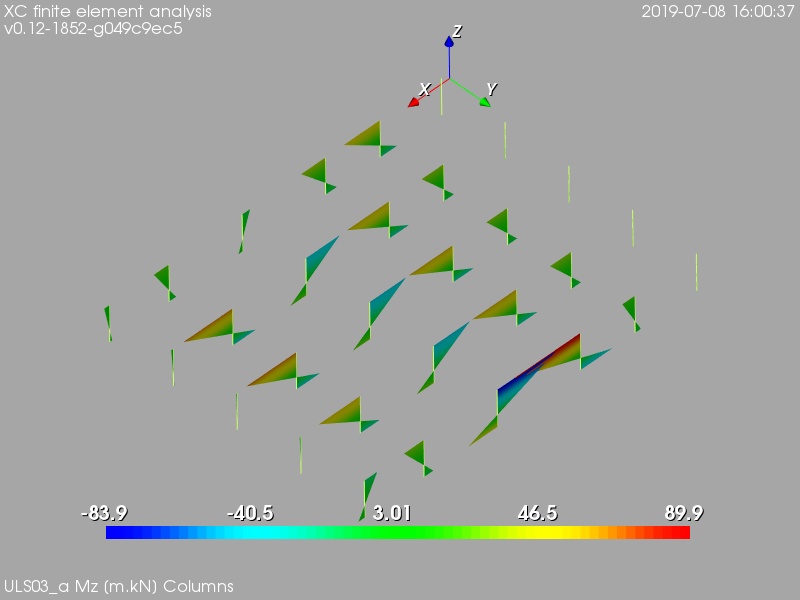 XC finite element analysis
v0.12-1852-g049c9ec5
2019-07-08 16:00:37
Z
X
Y
-83.9 -40.5 3.01 46.5 89.9
ULS03_a Mz (m.kN) Columns